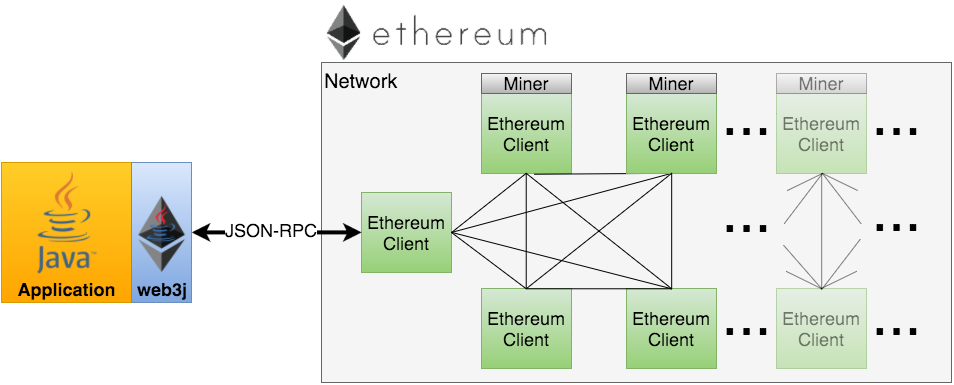 ethereum
Network
Miner
Miner
Miner
Ethereum
Client
Ethereum
Client
Ethereum
Client
Java™
Application
web3j
JSON-RPC
Ethereum
Client
Ethereum
Client
Ethereum
Client
Ethereum
Client